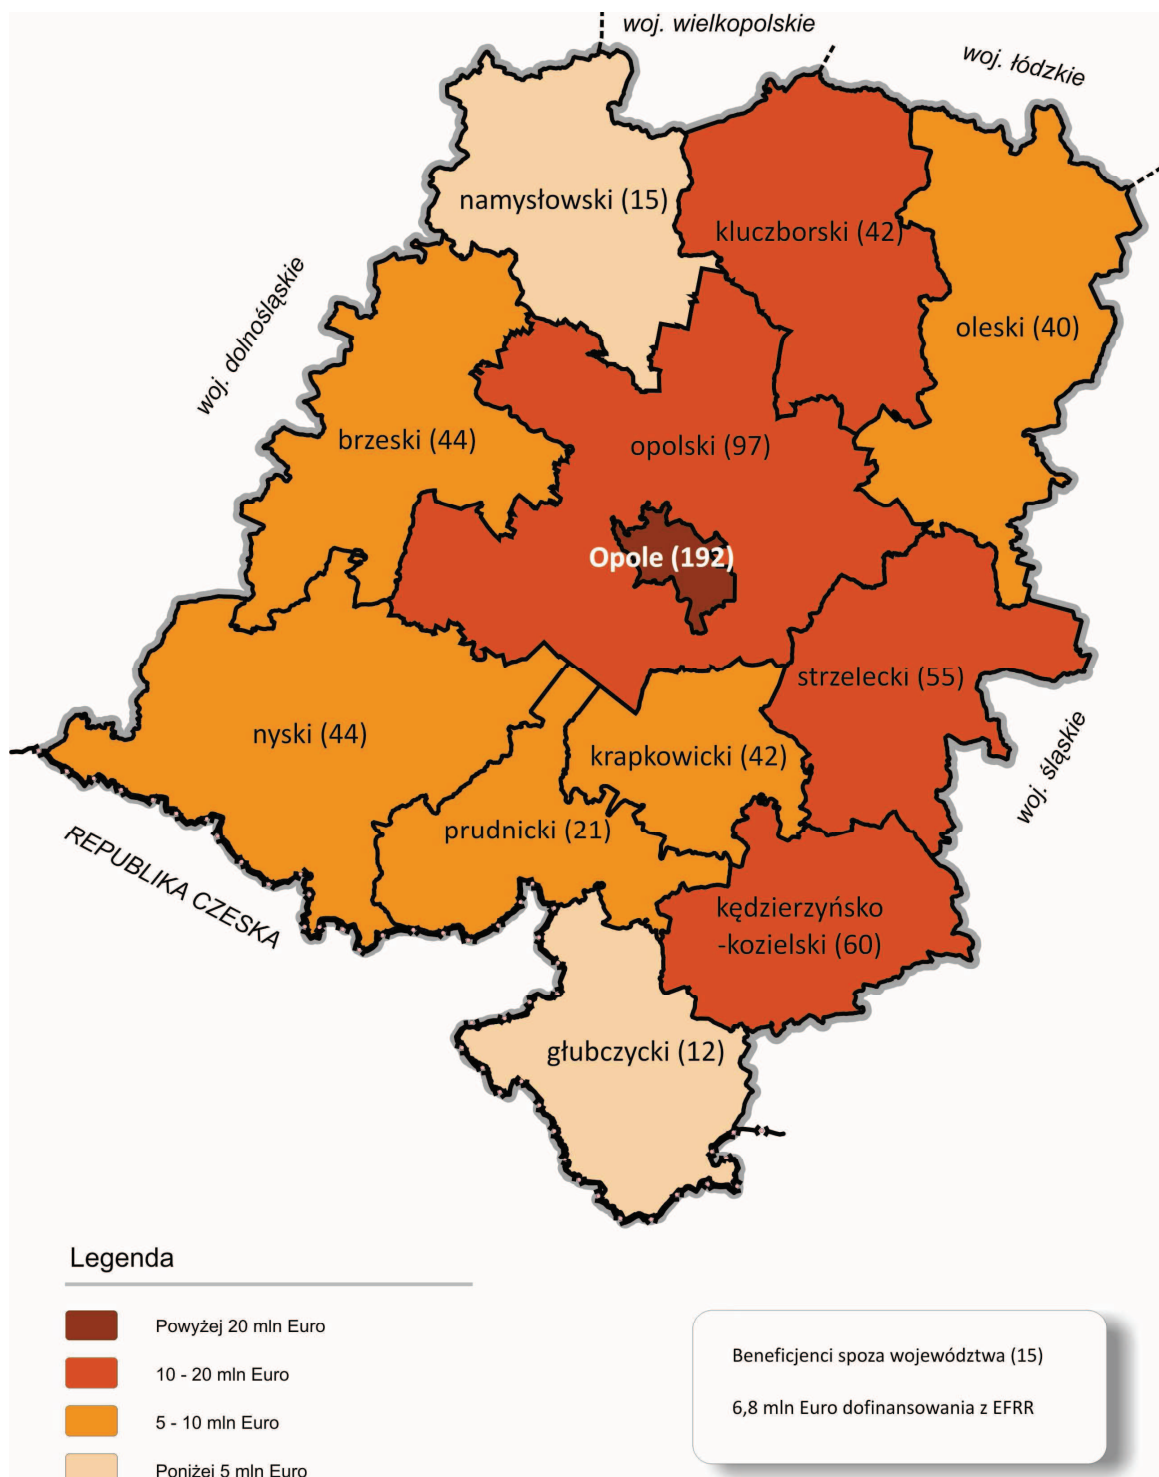 woj. wielkopolskie
woj. łódzkie
namysłowski (15)
kluczborski (42)
woj. dolnośląskie
oleski (40)
brzeski (44)
opolski (97)
Opole (192)
strzelecki (55)
nyski (44)
krapkowicki (42)
woj. śląskie
prudnicki (21)
REPUBLIKA CZESKA
kędzierzyńsko
-kozielski (60)
głubczycki (12)
Legenda
Powyżej 20 mln Euro
10 - 20 mln Euro
5 - 10 mln Euro
Poniżej 5 mln Euro
Beneficjenci spoza województwa (15)
6,8 mln Euro dofinansowania z EFRR